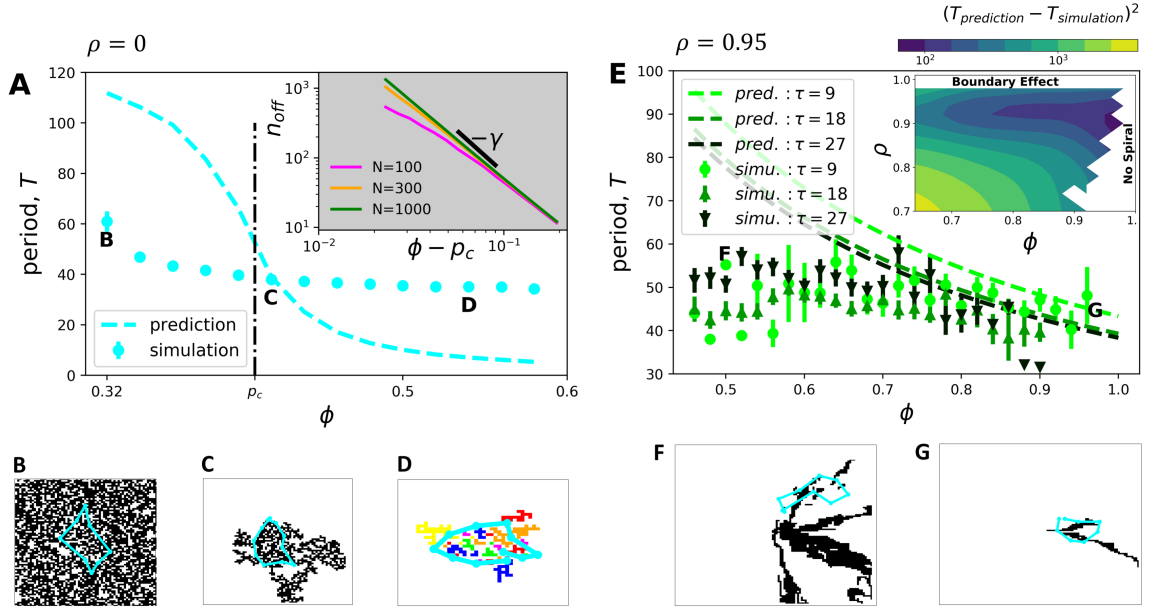 ρ = 0
A
120
100
80
60
40
20
0
period, T
B
C
D
prediction
simulation
0.32
p_c
0.5
0.6
ϕ
n_off
10^3
10^2
10^1
−γ
N=100
N=300
N=1000
10^−2
10^−1
ϕ − p_c
(T_prediction − T_simulation)^2
ρ = 0.95
10^2
10^3
E
100
90
80
70
60
50
40
30
period, T
pred. : τ = 9
pred. : τ = 18
pred. : τ = 27
simu. : τ = 9
simu. : τ = 18
simu. : τ = 27
F
G
0.5
0.6
0.7
0.8
0.9
1.0
ϕ
Boundary Effect
No Spiral
1.0
0.9
0.8
0.7
ρ
0.7
0.8
0.9
1.
ϕ
B
C
D
F
G